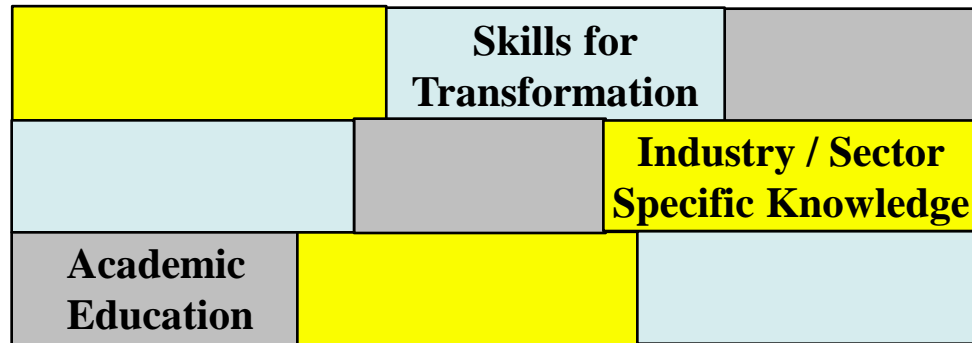 Skills for
Transformation
Industry / Sector
Specific Knowledge
Academic
Education